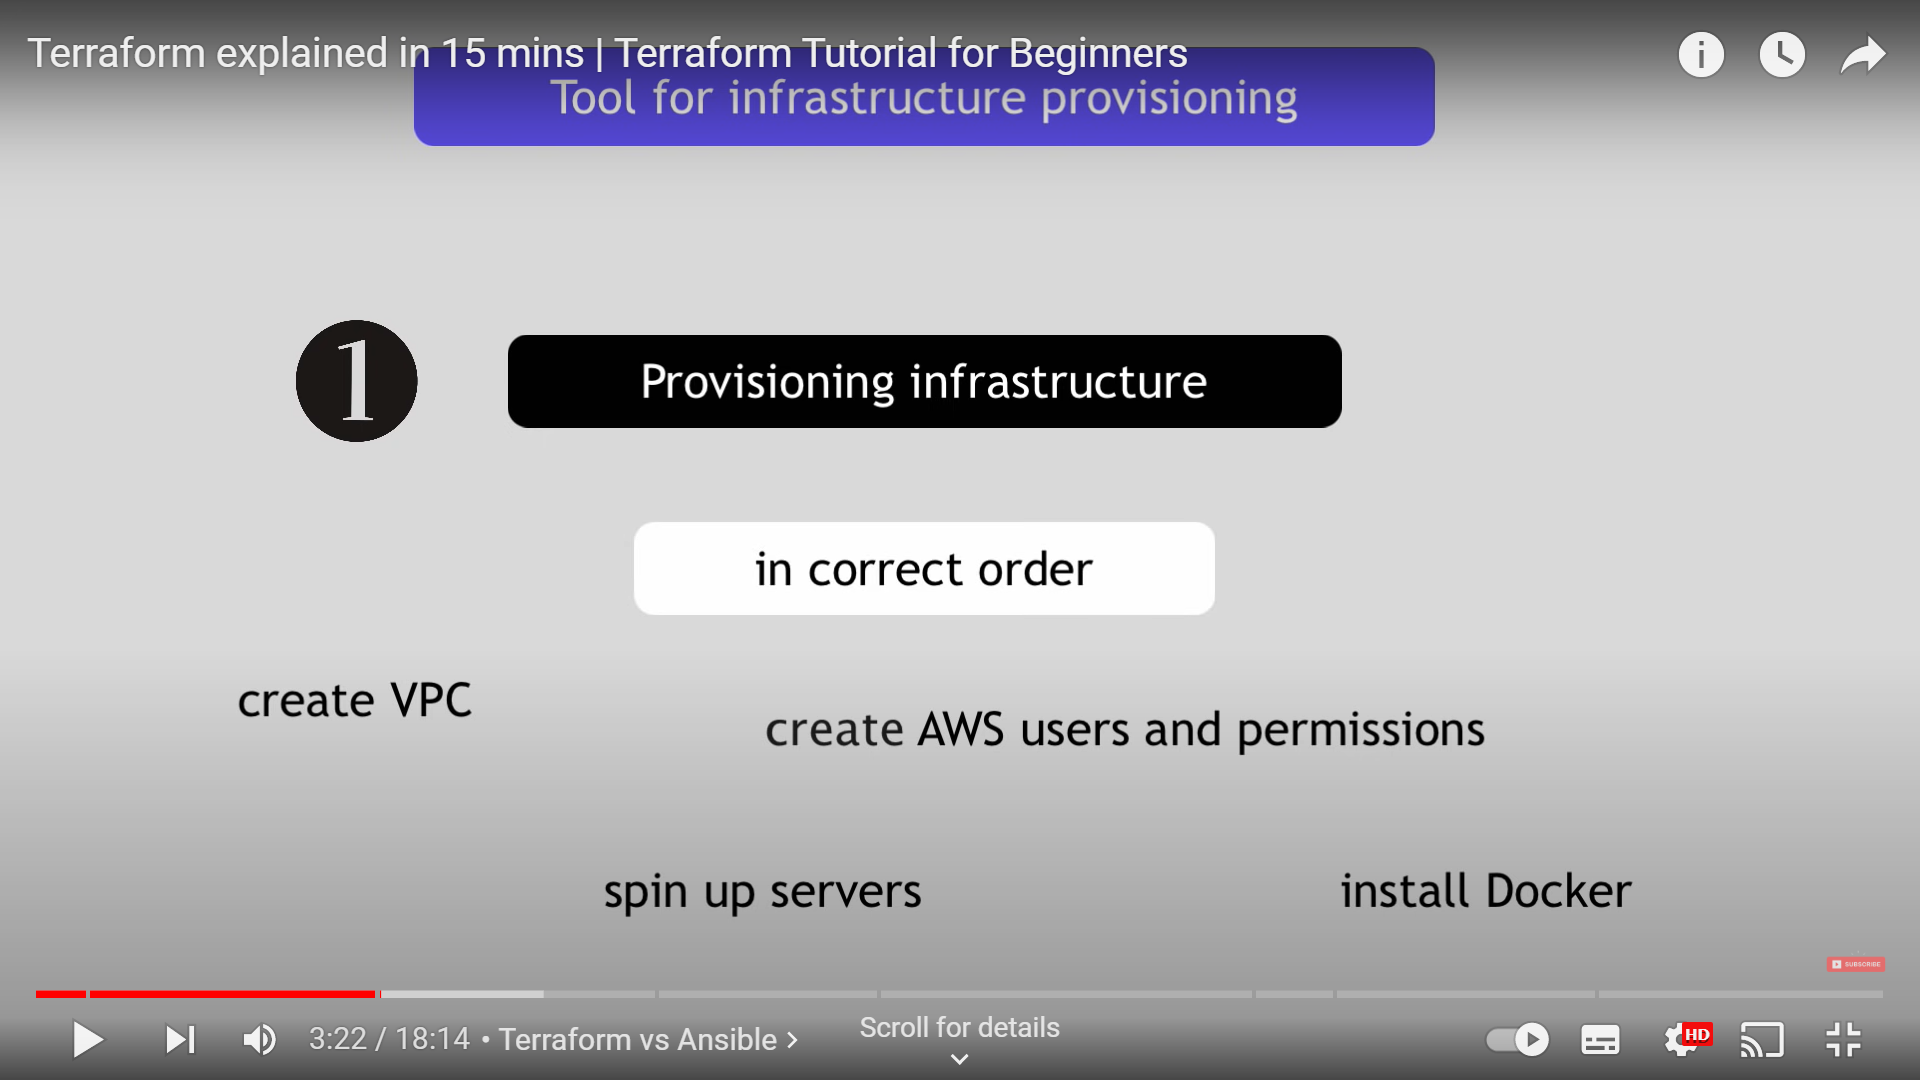 Terraform explained in 15 mins | Terraform Tutorial for Beginners
Tool for infrastructure provisioning
1
Provisioning infrastructure
in correct order
create VPC
create AWS users and permissions
spin up servers
install Docker
SUBSCRIBE
3:22 / 18:14 • Terraform vs Ansible
Scroll for details
HD